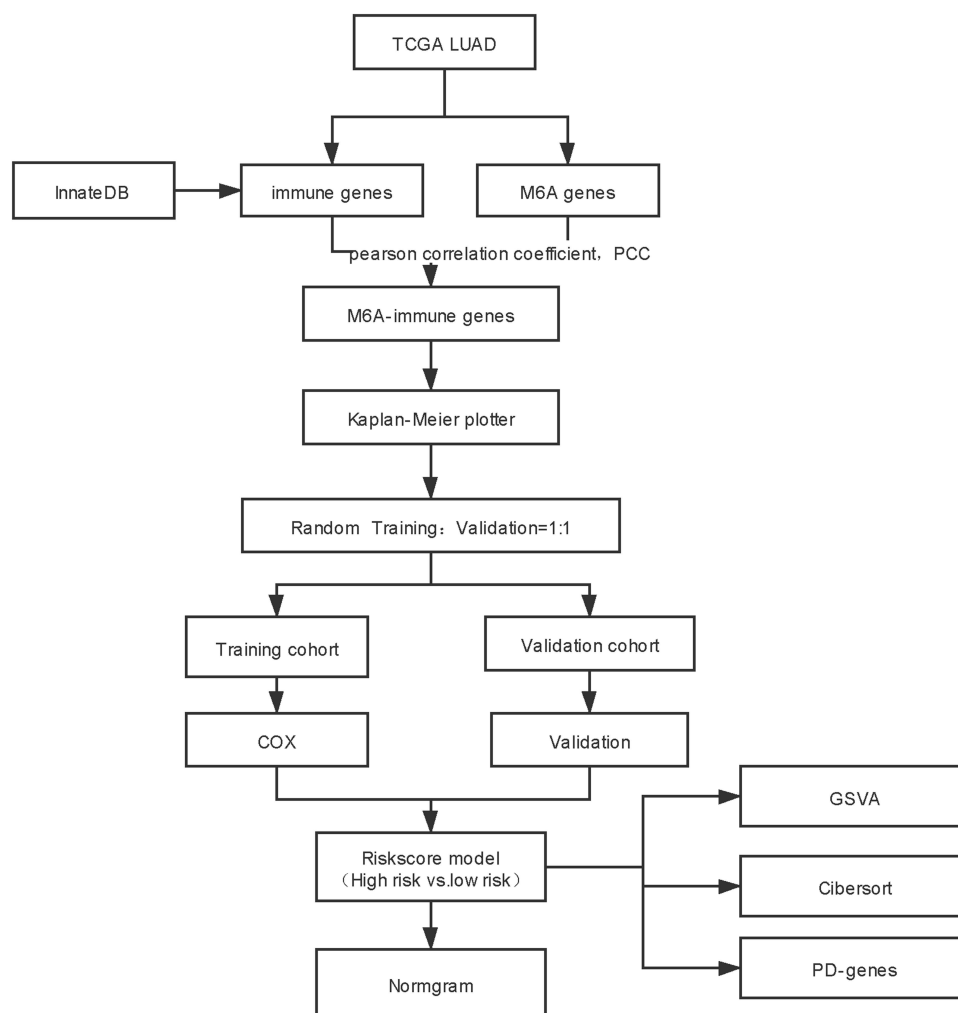 TCGA LUAD
InnateDB
immune genes
M6A genes
pearson correlation coefficient，PCC
M6A-immune genes
Kaplan-Meier plotter
Random Training：Validation=1:1
Training cohort
Validation cohort
COX
Validation
GSVA
Riskscore model
（High risk vs.low risk）
Cibersort
PD-genes
Normgram